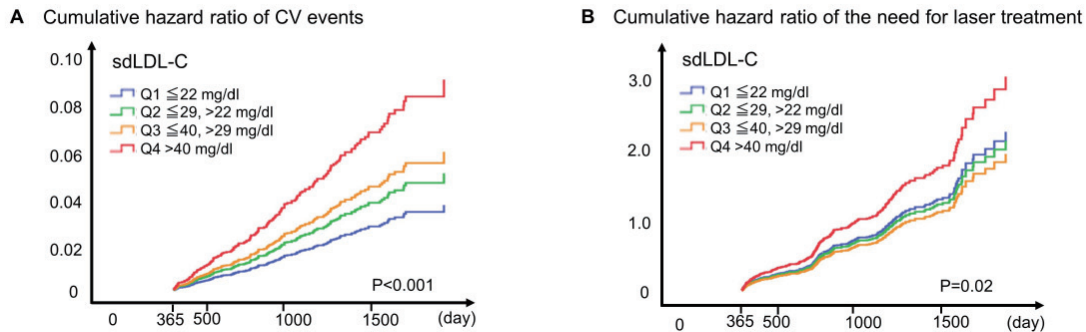 A Cumulative hazard ratio of CV events
0.10
0.08
0.06
0.04
0.02
0
sdLDL-C
Q1 ≦22 mg/dl
Q2 ≦29, >22 mg/dl
Q3 ≦40, >29 mg/dl
Q4 >40 mg/dl
P<0.001
0 365 500 1000 1500 (day)
B Cumulative hazard ratio of the need for laser treatment
3.0
2.0
1.0
0
sdLDL-C
Q1 ≦22 mg/dl
Q2 ≦29, >22 mg/dl
Q3 ≦40, >29 mg/dl
Q4 >40 mg/dl
P=0.02
0 365 500 1000 1500 (day)